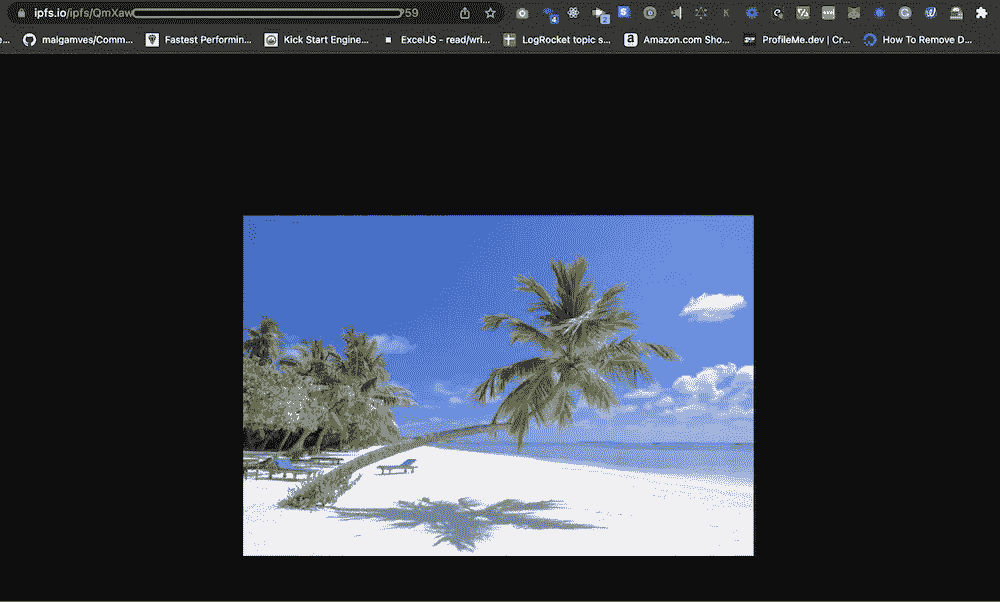 ipfs.io/ipfs/QmXaw 59
4 2
malgamves/Comm... Fastest Performin... Kick Start Engine... ExcelJS - read/wri... LogRocket topic s... Amazon.com Sho... ProfileMe.dev | Cr... How To Remove D...